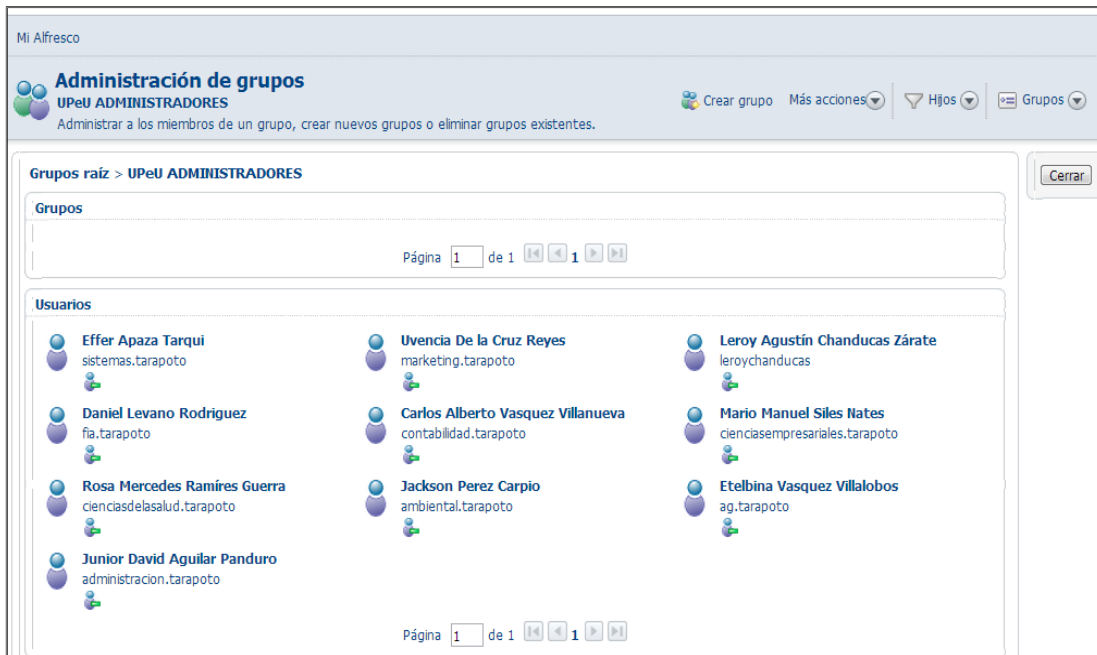 Mi Alfresco
Administración de grupos
UPeU ADMINISTRADORES
Administrar a los miembros de un grupo, crear nuevos grupos o eliminar grupos existentes.
Crear grupo Más acciones Hijos Grupos
Cerrar
Grupos raíz > UPeU ADMINISTRADORES
Grupos
Página 1 de 1 1
Usuarios
Effer Apaza Tarqui
sistemas.tarapoto
Uvencia De la Cruz Reyes
marketing.tarapoto
Leroy Agustín Chanducas Zárate
leroychanducas
Daniel Levano Rodriguez
fia.tarapoto
Carlos Alberto Vasquez Villanueva
contabilidad.tarapoto
Mario Manuel Siles Nates
cienciasempresariales.tarapoto
Rosa Mercedes Ramíres Guerra
cienciasdelasalud.tarapoto
Jackson Perez Carpio
ambiental.tarapoto
Etelbina Vasquez Villalobos
ag.tarapoto
Junior David Aguilar Panduro
administracion.tarapoto
Página 1 de 1 1